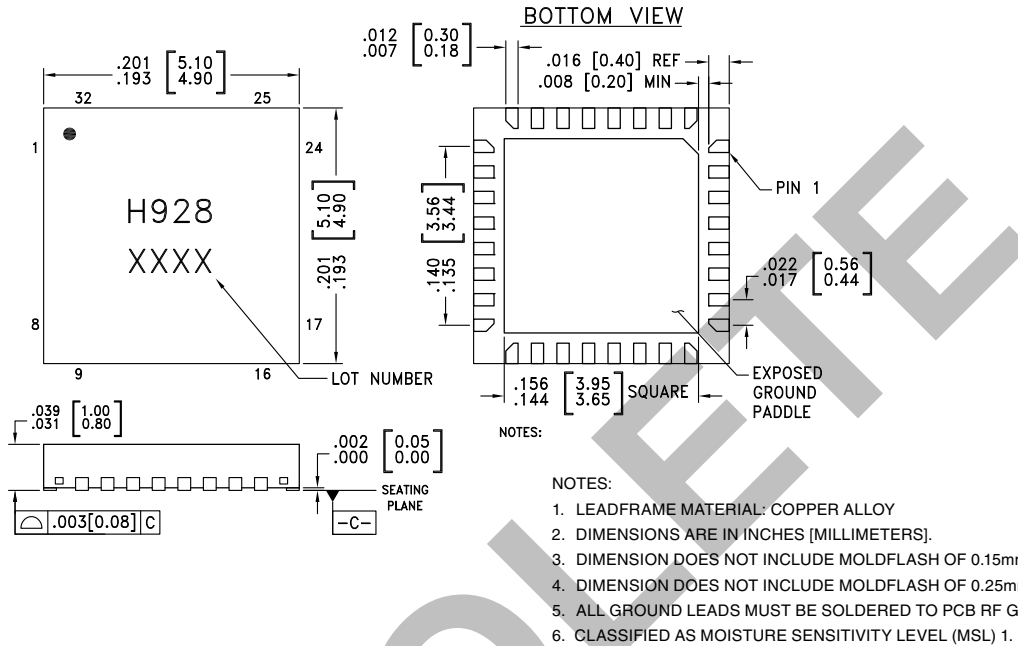 BOTTOM VIEW
.201 [5.10]
.193 [4.90]
32 25
1
24
H928
XXXX
[5.10]
[4.90]
.201
.193
8
17
9 16
LOT NUMBER
.012 [0.30]
.007 [0.18]
.016 [0.40] REF
.008 [0.20] MIN
PIN 1
[3.56]
[3.44]
.140
.135
.022 [0.56]
.017 [0.44]
.156 [3.95] SQUARE
.144 [3.65]
EXPOSED
GROUND
PADDLE
NOTES:
.039 [1.00]
.031 [0.80]
.002 [0.05]
.000 [0.00]
SEATING
PLANE
.003[0.08] C
-C-
NOTES:
1. LEADFRAME MATERIAL: COPPER ALLOY
2. DIMENSIONS ARE IN INCHES [MILLIMETERS].
3. DIMENSION DOES NOT INCLUDE MOLDFLASH OF 0.15m
4. DIMENSION DOES NOT INCLUDE MOLDFLASH OF 0.25m
5. ALL GROUND LEADS MUST BE SOLDERED TO PCB RF G
6. CLASSIFIED AS MOISTURE SENSITIVITY LEVEL (MSL) 1.
OLETE